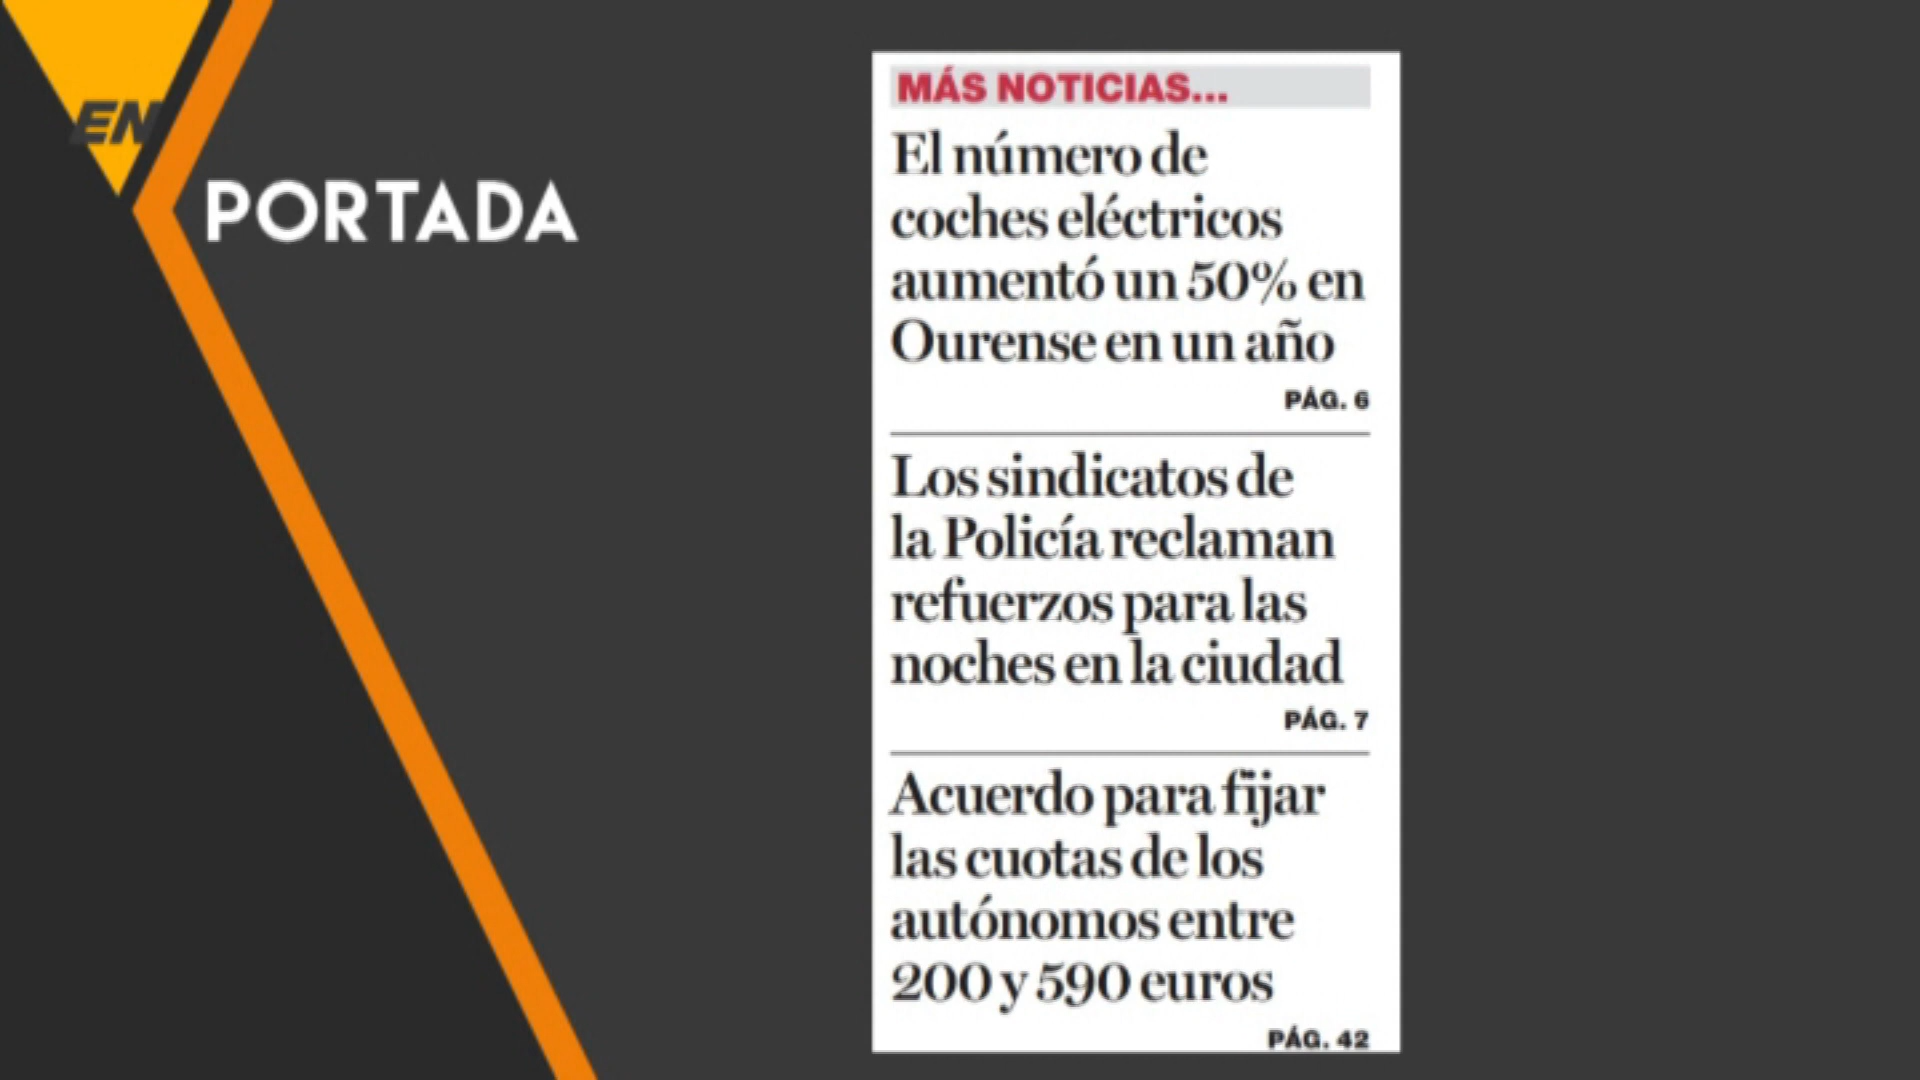 EN
PORTADA
MÁS NOTICIAS...
El número de
coches eléctricos
aumentó un 50% en
Ourense en un año
PÁG. 6
Los sindicatos de
la Policía reclaman
refuerzos para las
noches en la ciudad
PÁG. 7
Acuerdo para fijar
las cuotas de los
autónomos entre
200 y 590 euros
PÁG. 42